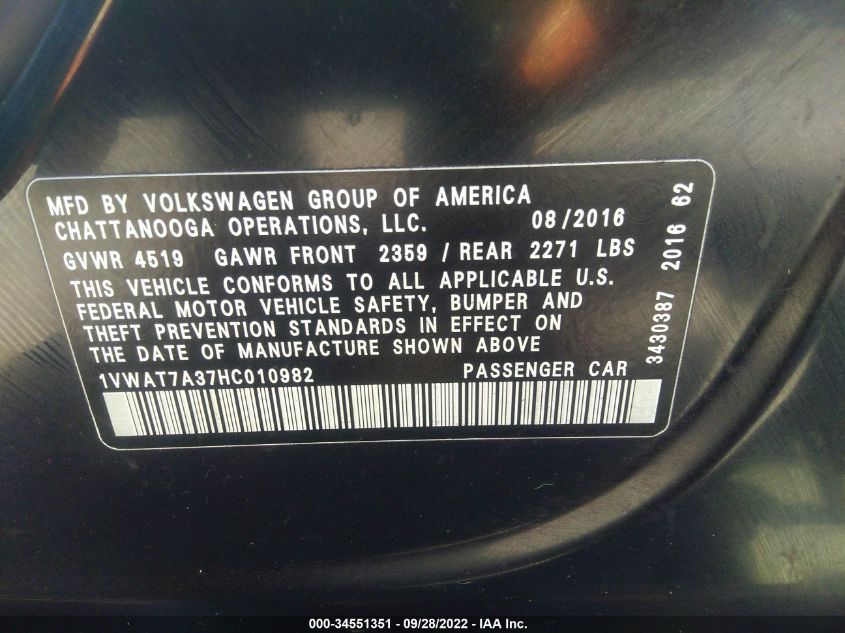 MFD BY VOLKSWAGEN GROUP OF AMERICA
CHATTANOOGA OPERATIONS, LLC. 08/2016
GVWR 4519 GAWR FRONT 2359 / REAR 2271 LBS
THIS VEHICLE CONFORMS TO ALL APPLICABLE U.S.
FEDERAL MOTOR VEHICLE SAFETY, BUMPER AND
THEFT PREVENTION STANDARDS IN EFFECT ON
THE DATE OF MANUFACTURE SHOWN ABOVE
1VWAT7A37HC010982 PASSENGER CAR
3430387 2016 62
000-34551351 | 09/28/2022 - IAA Inc.